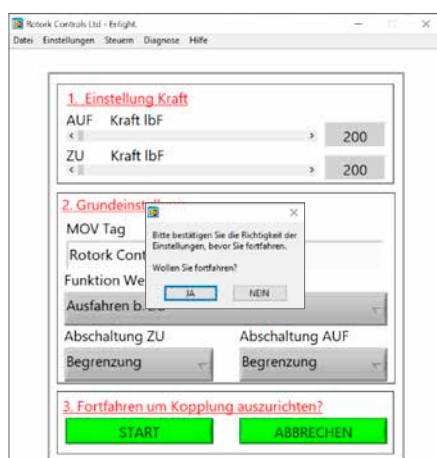 Rotork Controls Ltd - Enlight.
Datei Einstellungen Steuern Diagnose Hilfe
1. Einstellung Kraft
AUF Kraft lbF
200
ZU Kraft lbF
200
2. Grundeinst
MOV Tag
Rotork Cont
Funktion We
Ausfahren b.
Bitte bestätigen Sie die Richtigkeit der
Einstellungen, bevor Sie fortfahren.
Wollen Sie fortfahren?
JA NEIN
Abschaltung ZU Abschaltung AUF
Begrenzung Begrenzung
3. Fortfahren um Kopplung auszurichten?
START ABBRECHEN